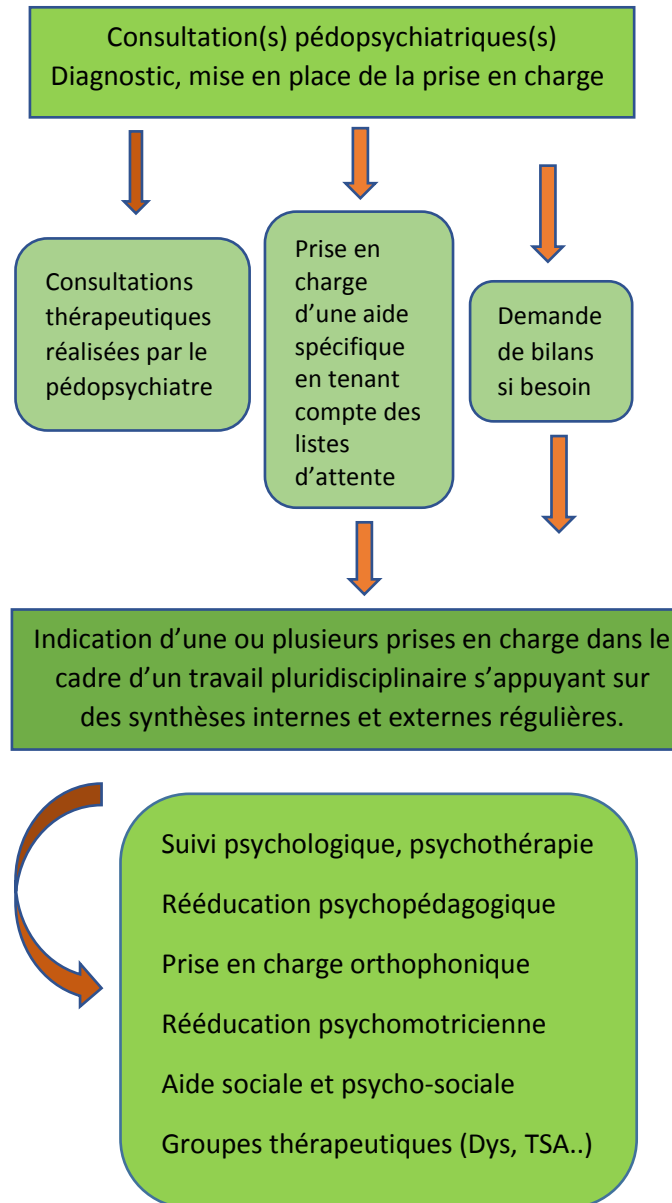 Consultation(s) pédopsychiatriques(s)
Diagnostic, mise en place de la prise en charge
Consultations
thérapeutiques
réalisées par le
pédopsychiatre
Prise en
charge
d’une aide
spécifique
en tenant
compte des
listes
d’attente
Demande
de bilans
si besoin
Indication d’une ou plusieurs prises en charge dans le
cadre d’un travail pluridisciplinaire s’appuyant sur
des synthèses internes et externes régulières.
Suivi psychologique, psychothérapie
Rééducation psychopédagogique
Prise en charge orthophonique
Rééducation psychomotricienne
Aide sociale et psycho-sociale
Groupes thérapeutiques (Dys, TSA..)